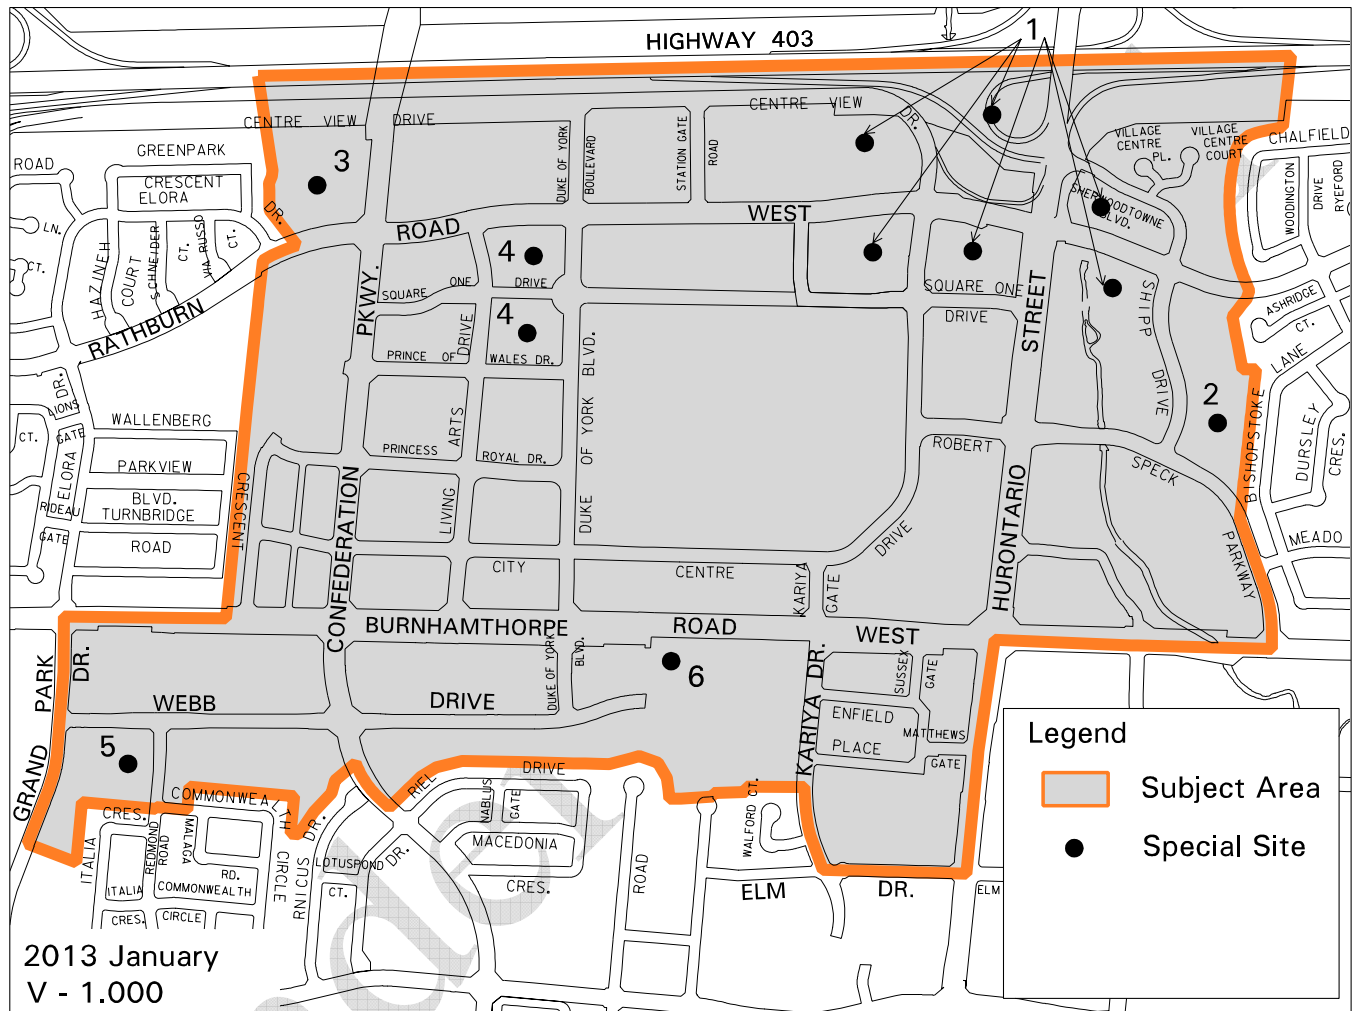 HIGHWAY 403
1
CENTRE VIEW DRIVE
CENTRE VIEW
DR.
ROAD
GREENPARK
CRESCENT
ELORA
DR.
3
DUKE OF YORK
BOULEVARD
STATION GATE
ROAD
VILLAGE
CENTRE
PL.
VILLAGE
CENTRE
COURT
CHALFIELD
WOODINGTON
DRIVE
RYEFORD
SHERWOODTOWNE
BLVD.
LN.
CT.
HAZINEH
COURT
SCHNEIDER
CT.
VIA RUSSO
CT.
ROAD
WEST
RATHBURN
4
SQUARE ONE
DRIVE
PKWY.
4
PRINCE OF
WALES DR.
DRIVE
BLVD.
SQUARE ONE
DRIVE
STREET
SHIPP
DRIVE
ASHRIDGE
CT.
LANE
2
BISHOPSTOKE
DURSLEY
CRES.
DR.
LIONS
GATE
CT.
ELORA
RIDEAU
GATE
WALLENBERG
PARKVIEW
BLVD.
TURNBRIDGE
ROAD
CRESCENT
PRINCESS
ROYAL DR.
ARTS
LIVING
DUKE OF YORK
ROBERT
SPECK
PARKWAY
MEADO
CONFEDERATION
HURONTARIO
DRIVE
CITY
CENTRE
KARIYA
GATE
BURNHAMTHORPE
ROAD
WEST
DUKE OF YORK
BLVD.
6
KARIYA DR.
SUSSEX
GATE
ENFIELD
PLACE
MATTHEWS
GATE
GRAND PARK
DR.
WEBB
DRIVE
5
COMMONWEALTH
CRES.
DR.
RIEL
DRIVE
NABLUS
GATE
MACEDONIA
CRES.
ROAD
WALFORD CT.
ELM
DR.
ELM
ITALIA
REDMOND
ROAD
MALAGA
RD.
ITALIA
COMMONWEALTH
CRES.
CIRCLE
CIRCLE
SUCINR
LOTUSPOND
CT.
DR.
Legend
Subject Area
Special Site
2013 January
V - 1.000